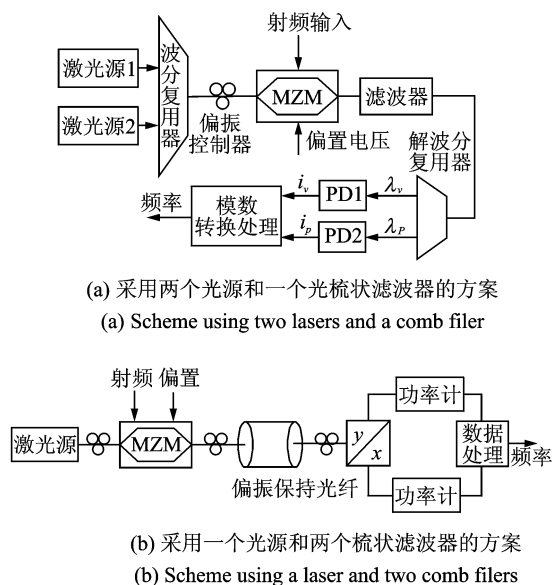 射频输入
激光源1
激光源2
波分复用器
偏振
控制器
MZM
偏置电压
滤波器
解波分
复用器
频率
模数
转换处理
i_v
PD1
λ_v
i_p
PD2
λ_P
(a) 采用两个光源和一个光梳状滤波器的方案
(a) Scheme using two lasers and a comb filer
射频 偏置
激光源
MZM
偏振保持光纤
y
x
功率计
功率计
数据
处理
频率
(b) 采用一个光源和两个梳状滤波器的方案
(b) Scheme using a laser and two comb filers